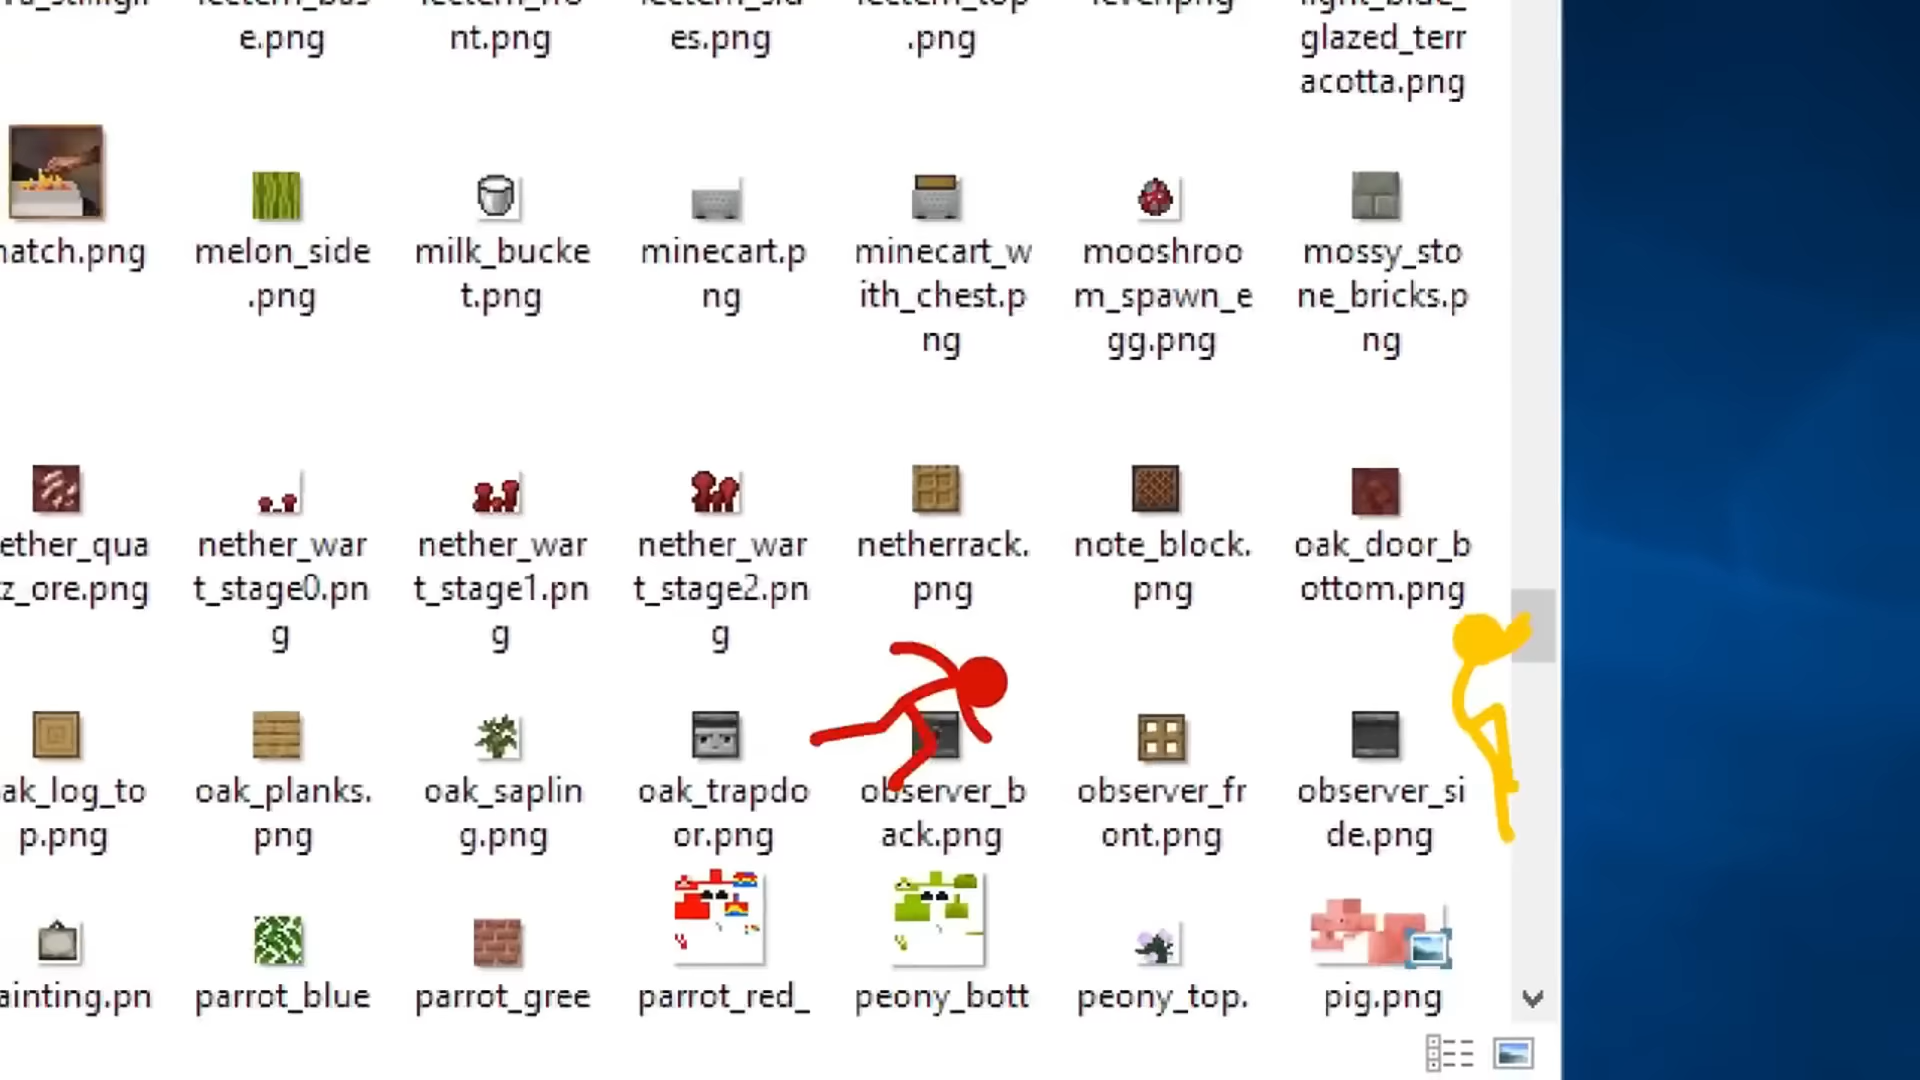 e.png
nt.png
es.png
.png
glazed_terr
acotta.png
atch.png
melon_side
.png
milk_bucke
t.png
minecart.p
ng
minecart_w
ith_chest.p
ng
mooshroo
m_spawn_e
gg.png
mossy_sto
ne_bricks.p
ng
ether_qua
z_ore.png
nether_war
t_stage0.pn
g
nether_war
t_stage1.pn
g
nether_war
t_stage2.pn
g
netherrack.
png
note_block.
png
oak_door_b
ottom.png
ak_log_to
p.png
oak_planks.
png
oak_saplin
g.png
oak_trapdo
or.png
observer_b
ack.png
observer_fr
ont.png
observer_si
de.png
ainting.pn
parrot_blue
parrot_gree
parrot_red_
peony_bott
peony_top.
pig.png